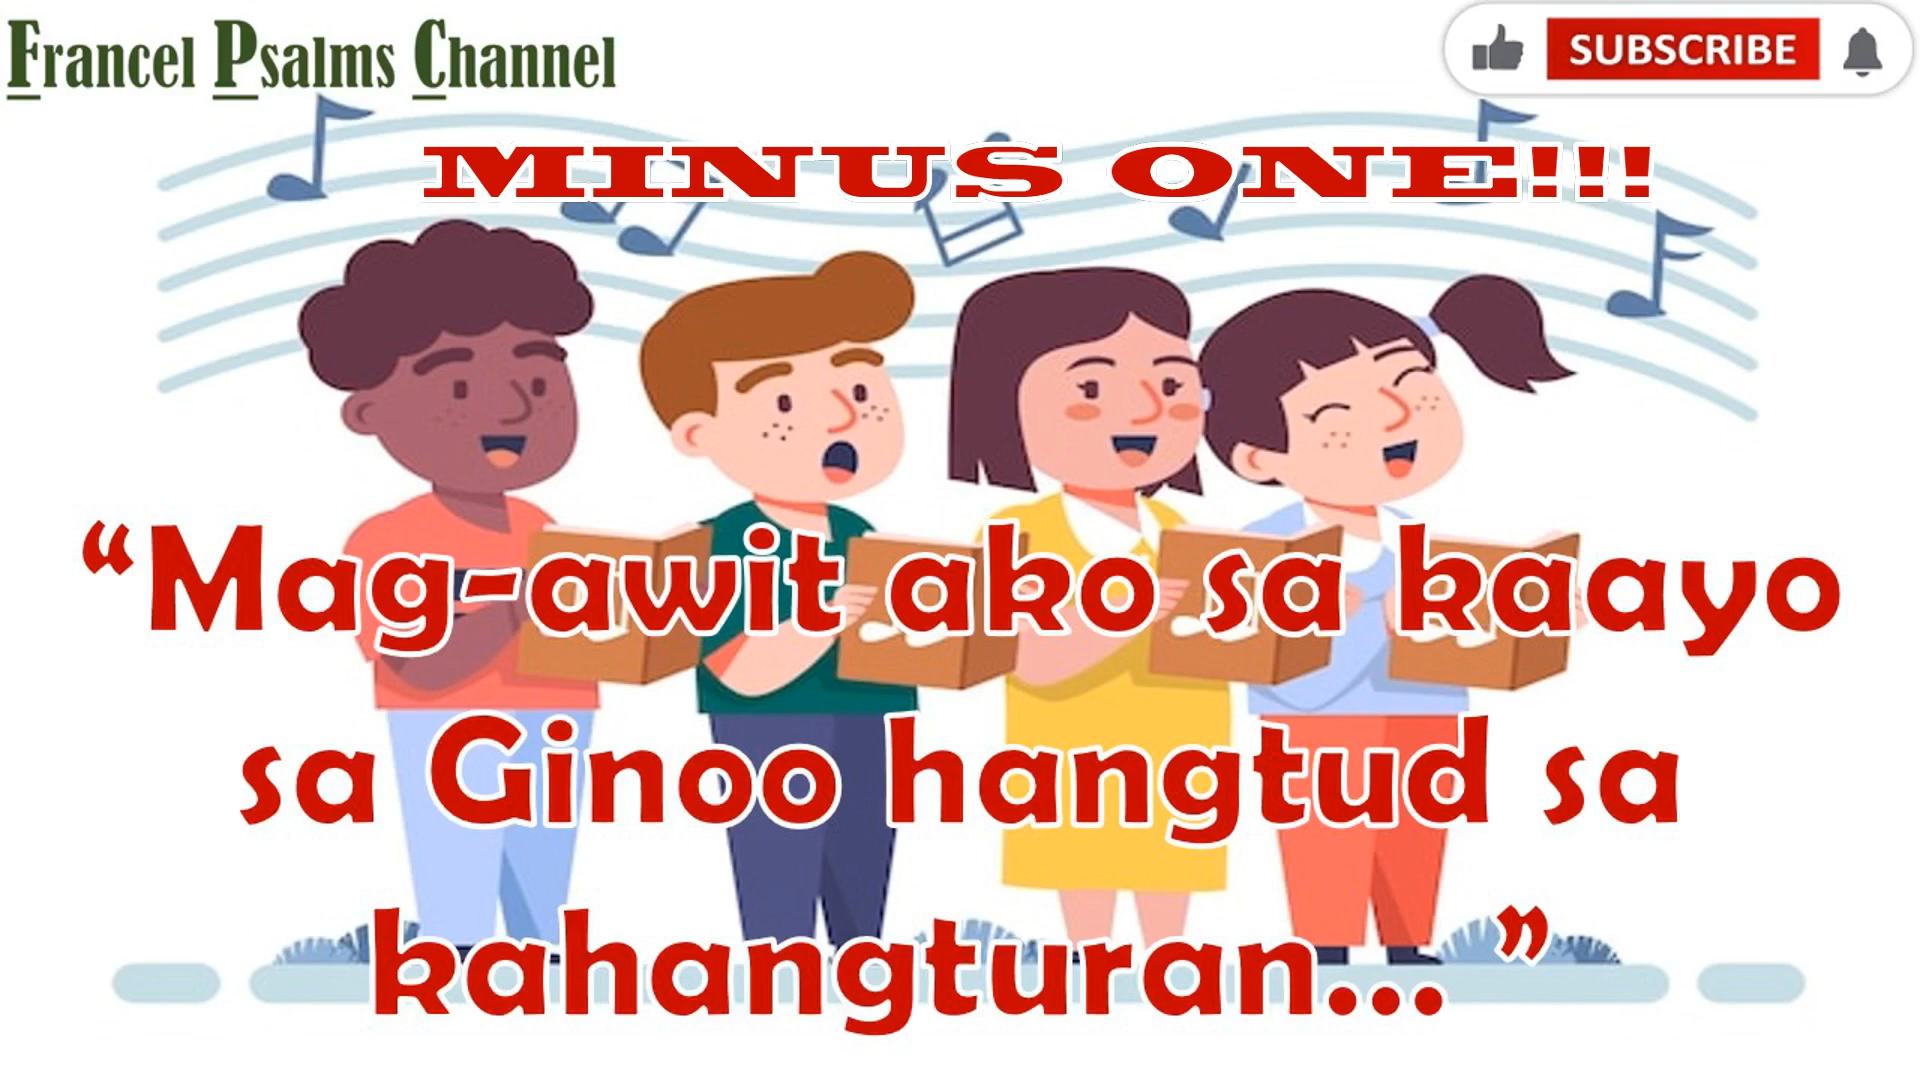 Francel Psalms Channel
SUBSCRIBE
MINUS ONE!!!
“Mag-awit ako sa kaayo
sa Ginoo hangtud sa
kahangturan... ”